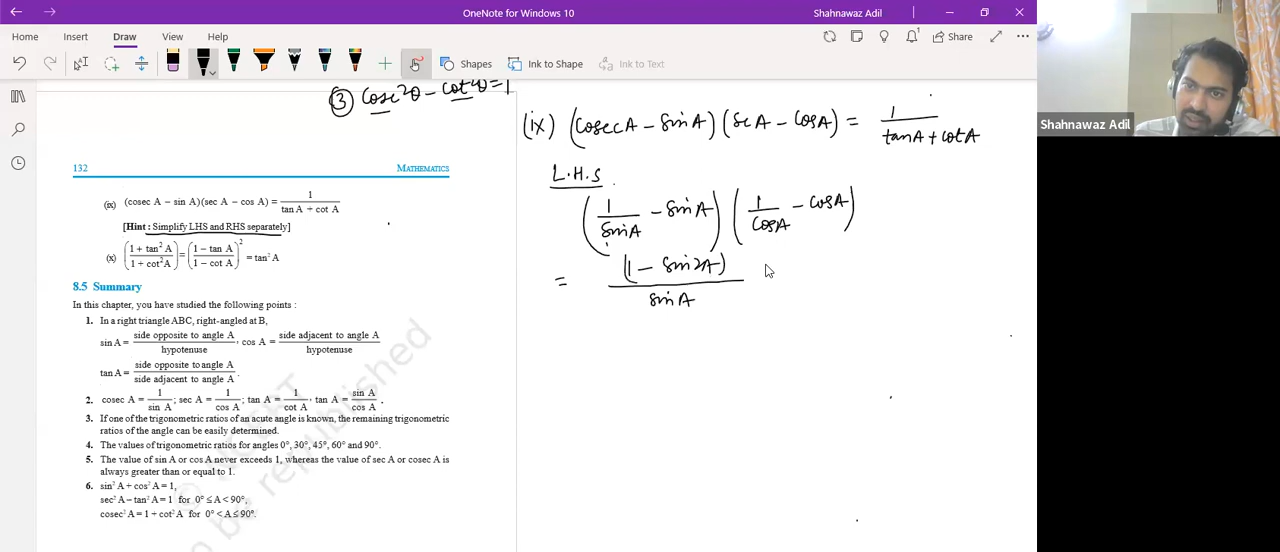 OneNote for Windows 10
Shahnawaz Adil
Home Insert Draw View Help
Share
Shapes
Ink to Shape
Ink to Text
③ cosec²θ - cot²θ = 1
132 MATHEMATICS
(ix) (cosec A – sin A)(sec A – cos A) = 1 / (tan A + cot A)
[Hint : Simplify LHS and RHS separately]
(x) ((1 + tan² A) / (1 + cot² A)) = ((1 – tan A) / (1 – cot A))² = tan² A
8.5 Summary
In this chapter, you have studied the following points :
1. In a right triangle ABC, right-angled at B,
sin A = side opposite to angle A / hypotenuse, cos A = side adjacent to angle A / hypotenuse
tan A = side opposite to angle A / side adjacent to angle A.
2. cosec A = 1 / sin A; sec A = 1 / cos A; tan A = 1 / cot A, tan A = sin A / cos A.
3. If one of the trigonometric ratios of an acute angle is known, the remaining trigonometric
ratios of the angle can be easily determined.
4. The values of trigonometric ratios for angles 0°, 30°, 45°, 60° and 90°.
5. The value of sin A or cos A never exceeds 1, whereas the value of sec A or cosec A is
always greater than or equal to 1.
6. sin² A + cos² A = 1,
sec² A – tan² A = 1 for 0° ≤ A < 90°,
cosec² A = 1 + cot² A for 0° < A ≤ 90°.
be republished
(ix) (cosecA - sinA)(secA - cosA) = 1 / (tanA + cotA)
L.H.S
(1 / sinA - sinA) (1 / cosA - cosA)
= (1 - sin²A) / sinA
Shahnawaz Adil